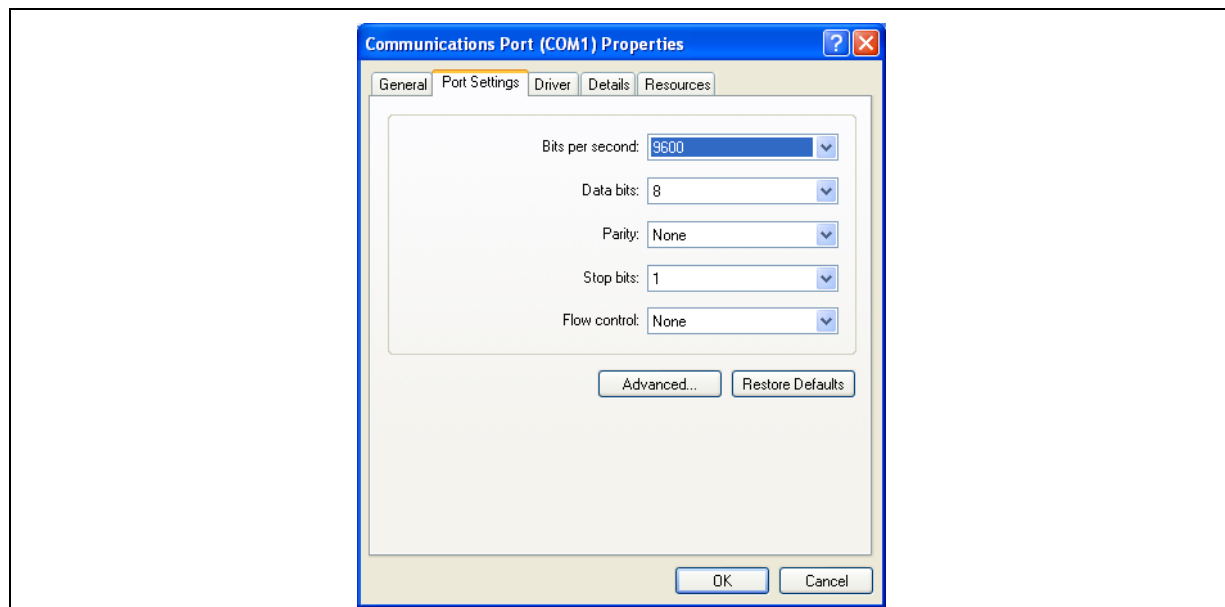 Communications Port (COM1) Properties
General Port Settings Driver Details Resources
Bits per second: 9600
Data bits: 8
Parity: None
Stop bits: 1
Flow control: None
Advanced... Restore Defaults
OK Cancel